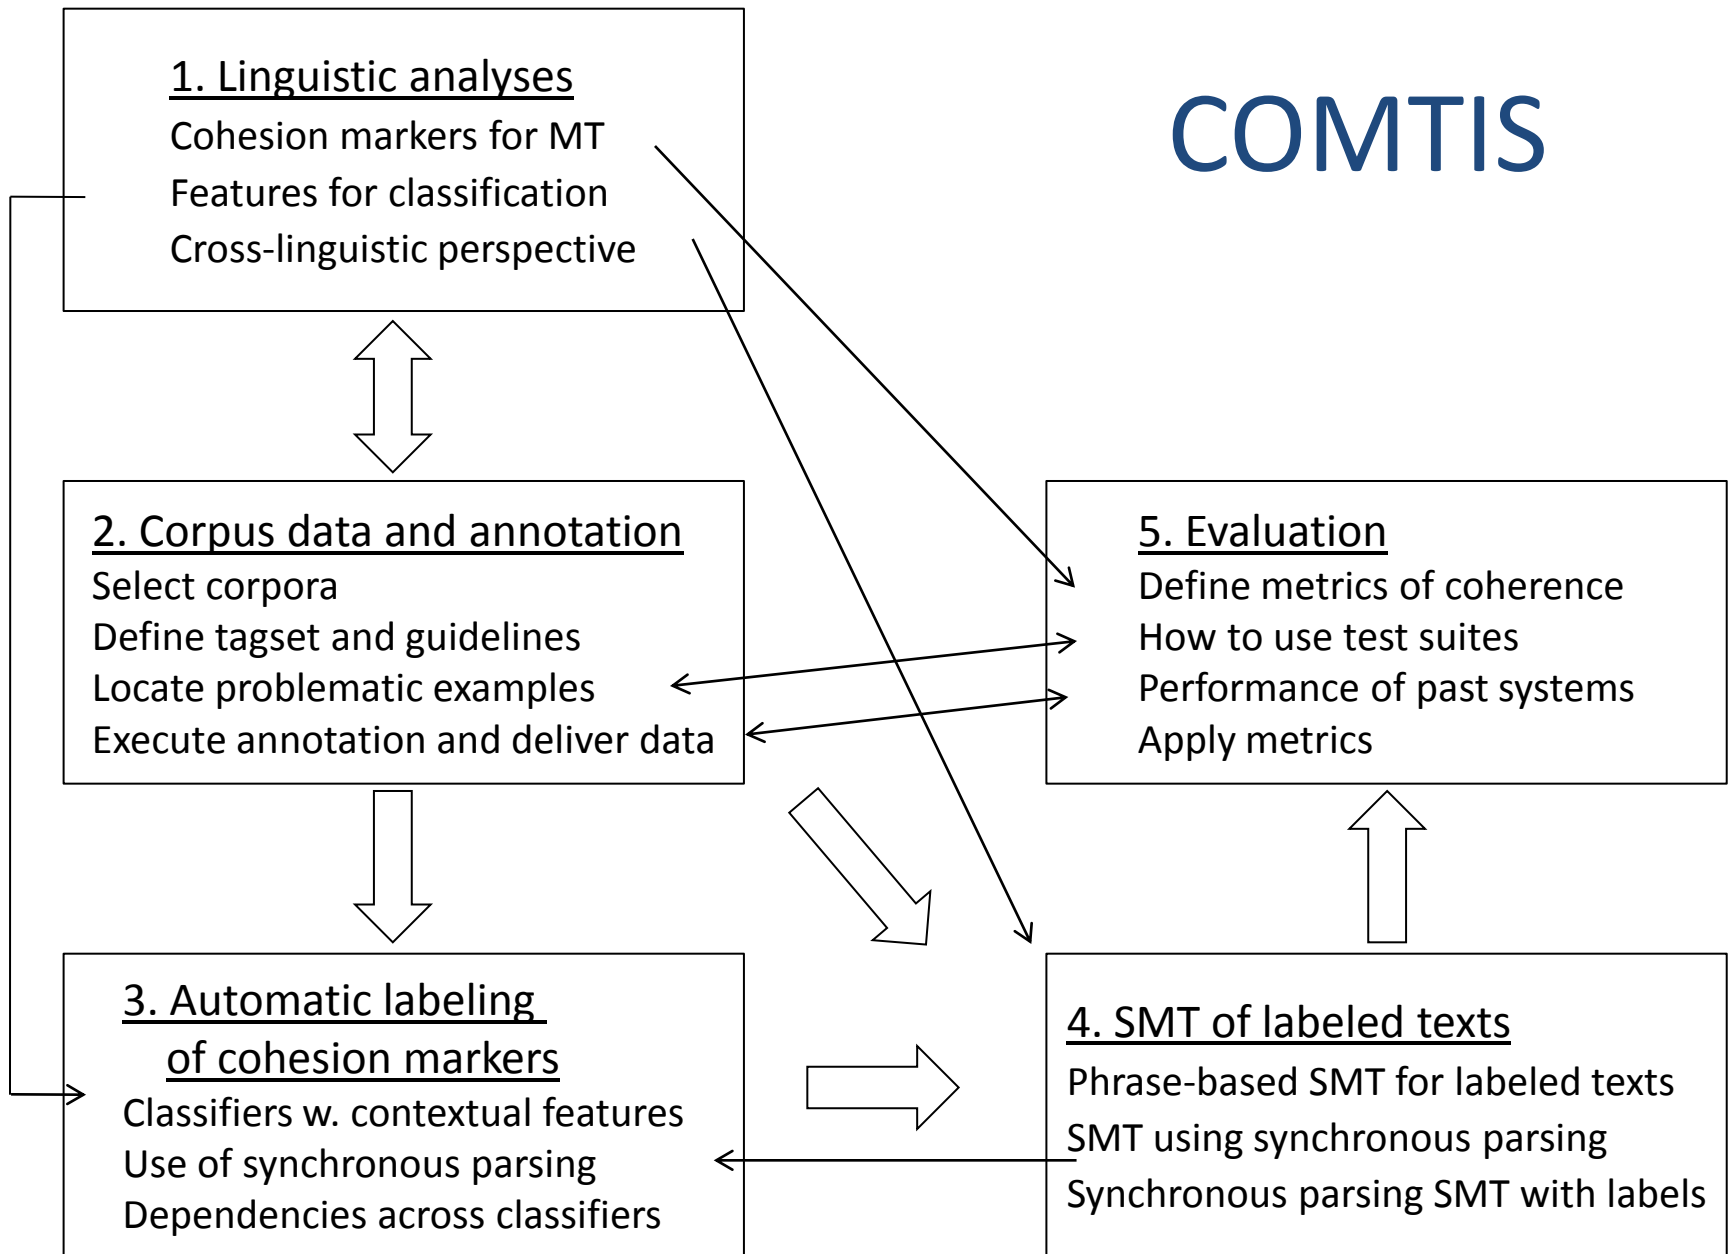 COMTIS
1. Linguistic analyses
Cohesion markers for MT
Features for classification
Cross-linguistic perspective
2. Corpus data and annotation
Select corpora
Define tagset and guidelines
Locate problematic examples
Execute annotation and deliver data
3. Automatic labeling
of cohesion markers
Classifiers w. contextual features
Use of synchronous parsing
Dependencies across classifiers
4. SMT of labeled texts
Phrase-based SMT for labeled texts
SMT using synchronous parsing
Synchronous parsing SMT with labels
5. Evaluation
Define metrics of coherence
How to use test suites
Performance of past systems
Apply metrics